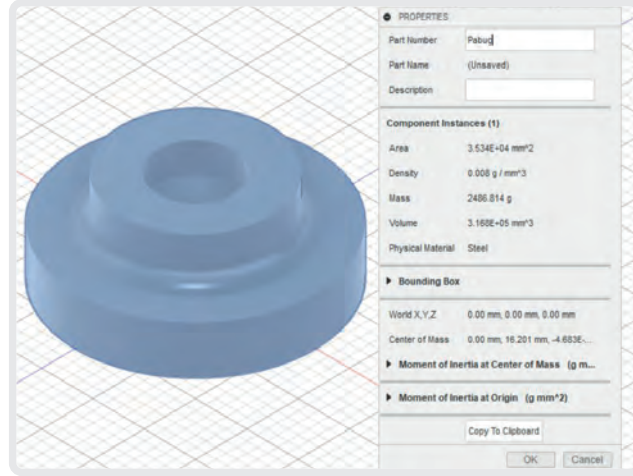 PROPERTIES
Part Number Pabuç
Part Name (Unsaved)
Description
Component Instances (1)
Area 3.534E+04 mm^2
Density 0.008 g / mm^3
Mass 2486.814 g
Volume 3.168E+05 mm^3
Physical Material Steel
Bounding Box
World X,Y,Z 0.00 mm, 0.00 mm, 0.00 mm
Center of Mass 0.00 mm, 16.201 mm, -4.683E-...
Moment of Inertia at Center of Mass (g m...
Moment of Inertia at Origin (g mm^2)
Copy To Clipboard
OK Cancel